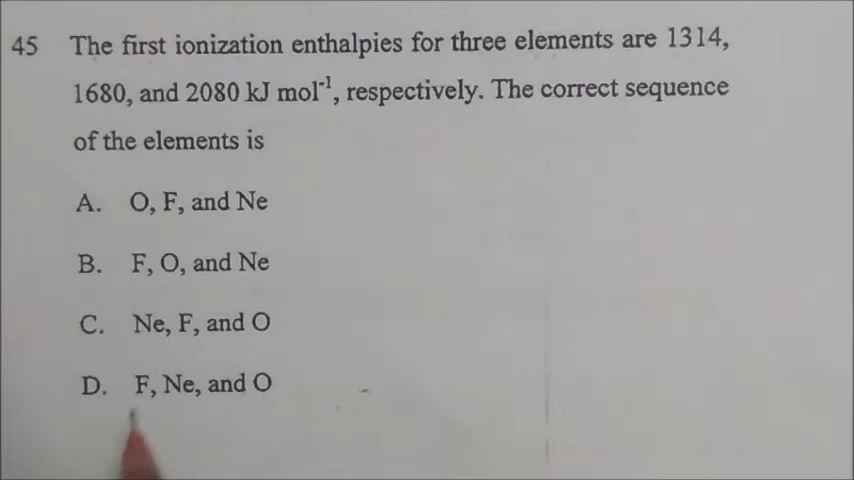 45 The first ionization enthalpies for three elements are 1314,
1680, and 2080 kJ mol⁻¹, respectively. The correct sequence
of the elements is
A. O, F, and Ne
B. F, O, and Ne
C. Ne, F, and O
D. F, Ne, and O